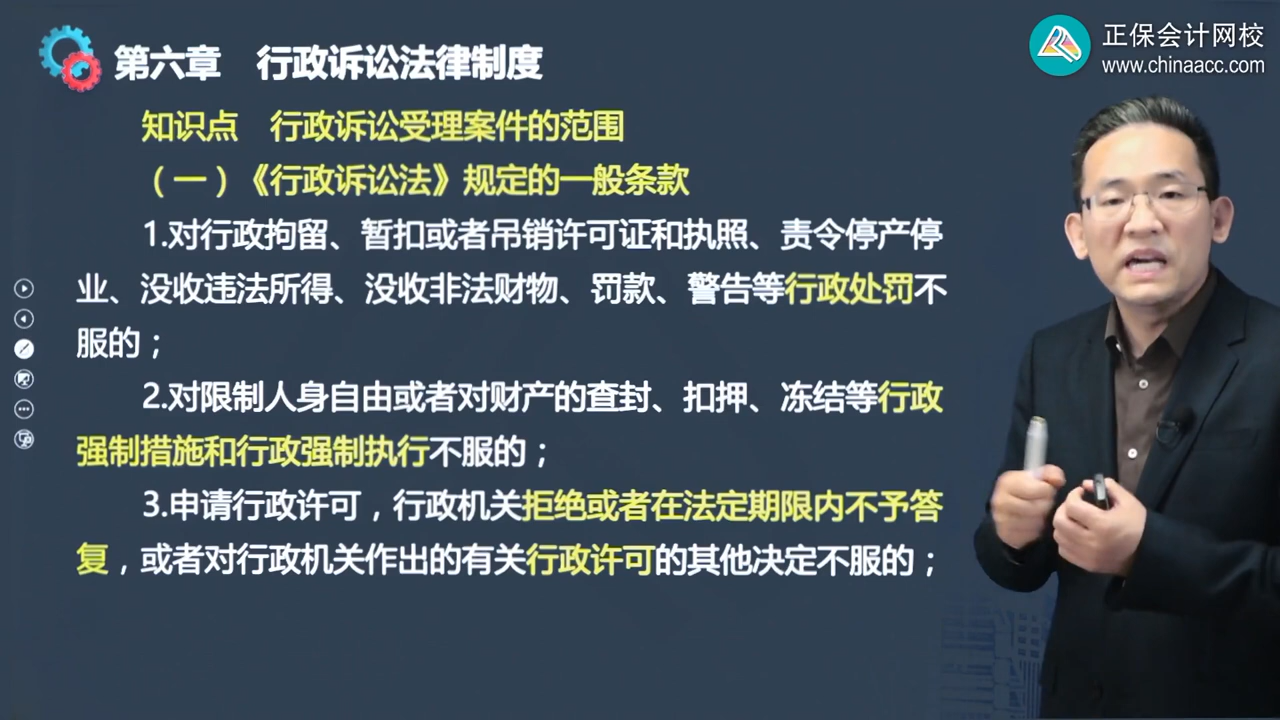 正保会计网校
www.chinaacc.com
第六章　行政诉讼法律制度
知识点　行政诉讼受理案件的范围
（一）《行政诉讼法》规定的一般条款
1.对行政拘留、暂扣或者吊销许可证和执照、责令停产停
业、没收违法所得、没收非法财物、罚款、警告等行政处罚不
服的；
2.对限制人身自由或者对财产的查封、扣押、冻结等行政
强制措施和行政强制执行不服的；
3.申请行政许可，行政机关拒绝或者在法定期限内不予答
复，或者对行政机关作出的有关行政许可的其他决定不服的；